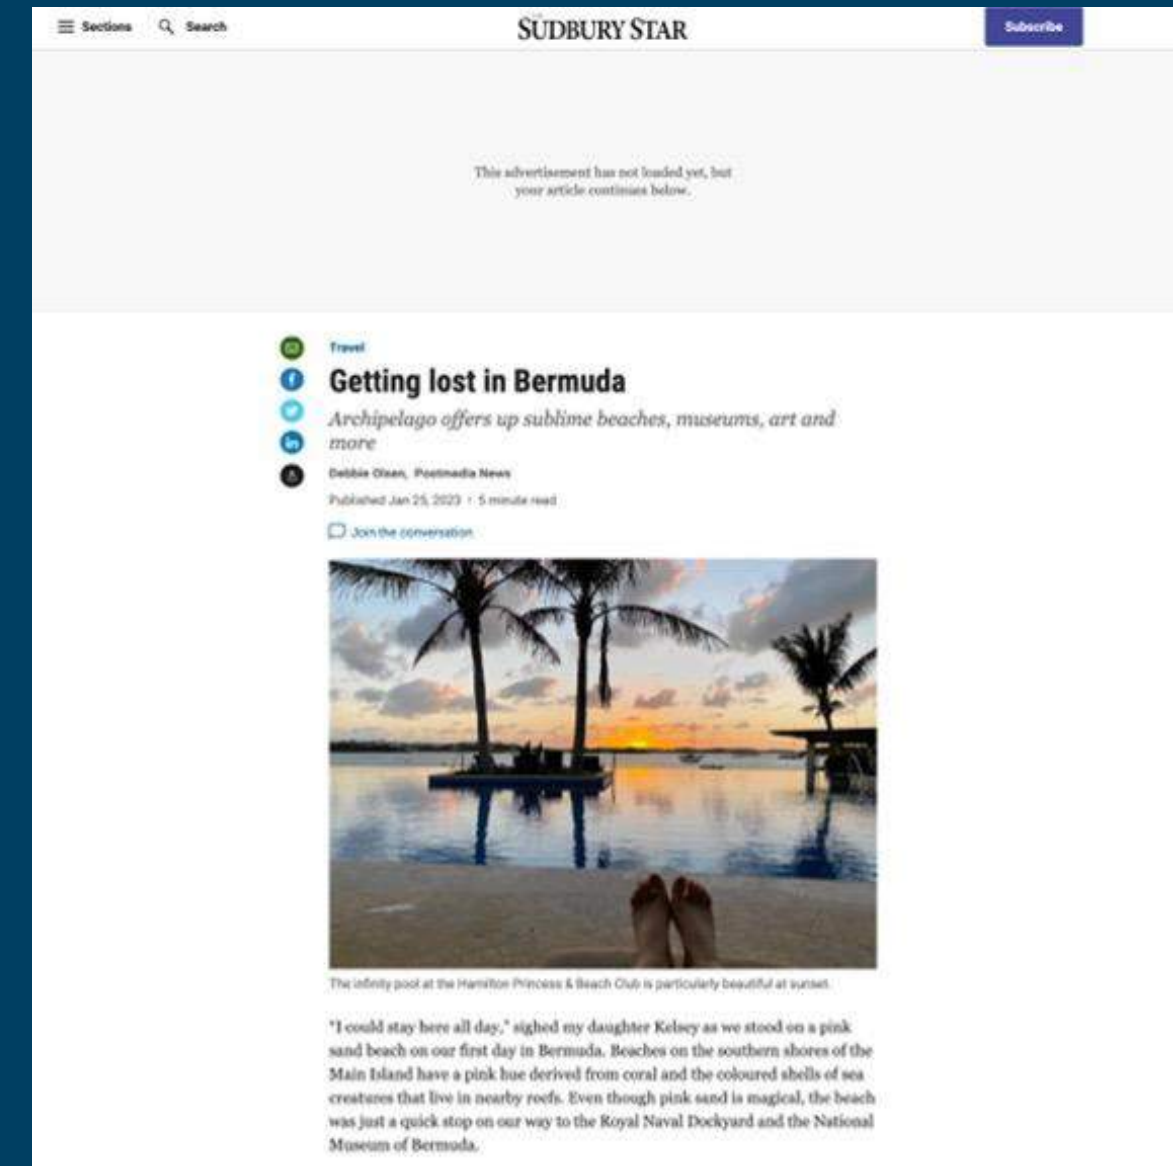 Sections
Search
SUDBURY STAR
Subscribe
This advertisement has not loaded yet, but
your article continues below.
Travel
Getting lost in Bermuda
Archipelago offers up sublime beaches, museums, art and
more
Debbie Olsen, Postmedia News
Published Jan 25, 2023 • 5 minute read
Join the conversation
The infinity pool at the Hamilton Princess & Beach Club is particularly beautiful at sunset.
"I could stay here all day," sighed my daughter Kelsey as we stood on a pink
sand beach on our first day in Bermuda. Beaches on the southern shores of the
Main Island have a pink hue derived from coral and the coloured shells of sea
creatures that live in nearby reefs. Even though pink sand is magical, the beach
was just a quick stop on our way to the Royal Naval Dockyard and the National
Museum of Bermuda.